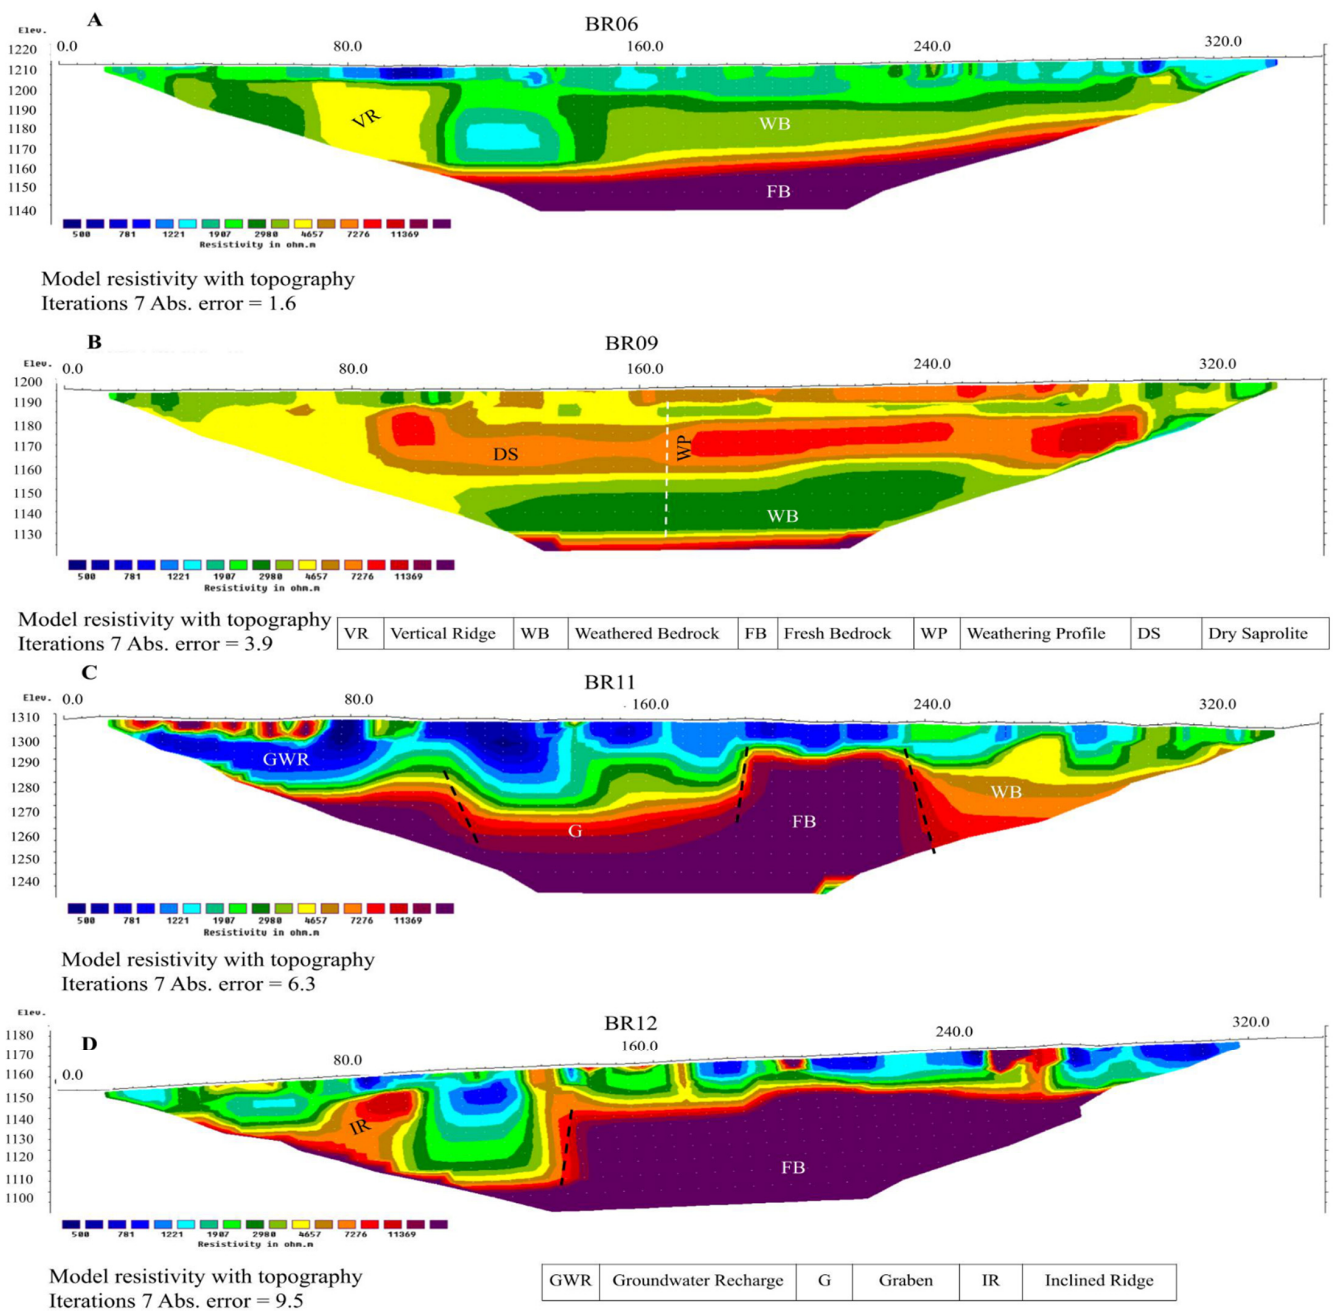 A
BR06
Elev.
0.0 80.0 160.0 240.0 320.0
1220
1210
1200
1190
1180
1170
1160
1150
1140
VR
WB
FB
500 781 1221 1907 2980 4657 7276 11369
Resistivity in ohm.m
Model resistivity with topography
Iterations 7 Abs. error = 1.6
B
BR09
Elev.
0.0 80.0 160.0 240.0 320.0
1200
1190
1180
1170
1160
1150
1140
1130
DS
WP
WB
500 781 1221 1907 2980 4657 7276 11369
Resistivity in ohm.m
Model resistivity with topography
Iterations 7 Abs. error = 3.9
VR Vertical Ridge WB Weathered Bedrock FB Fresh Bedrock WP Weathering Profile DS Dry Saprolite
C
BR11
Elev.
0.0 80.0 160.0 240.0 320.0
1310
1300
1290
1280
1270
1260
1250
1240
GWR
G
FB
WB
500 781 1221 1907 2980 4657 7276 11369
Resistivity in ohm.m
Model resistivity with topography
Iterations 7 Abs. error = 6.3
D
BR12
Elev.
0.0 80.0 160.0 240.0 320.0
1180
1170
1160
1150
1140
1130
1120
1110
1100
IR
FB
500 781 1221 1907 2980 4657 7276 11369
Resistivity in ohm.m
Model resistivity with topography
Iterations 7 Abs. error = 9.5
GWR Groundwater Recharge G Graben IR Inclined Ridge